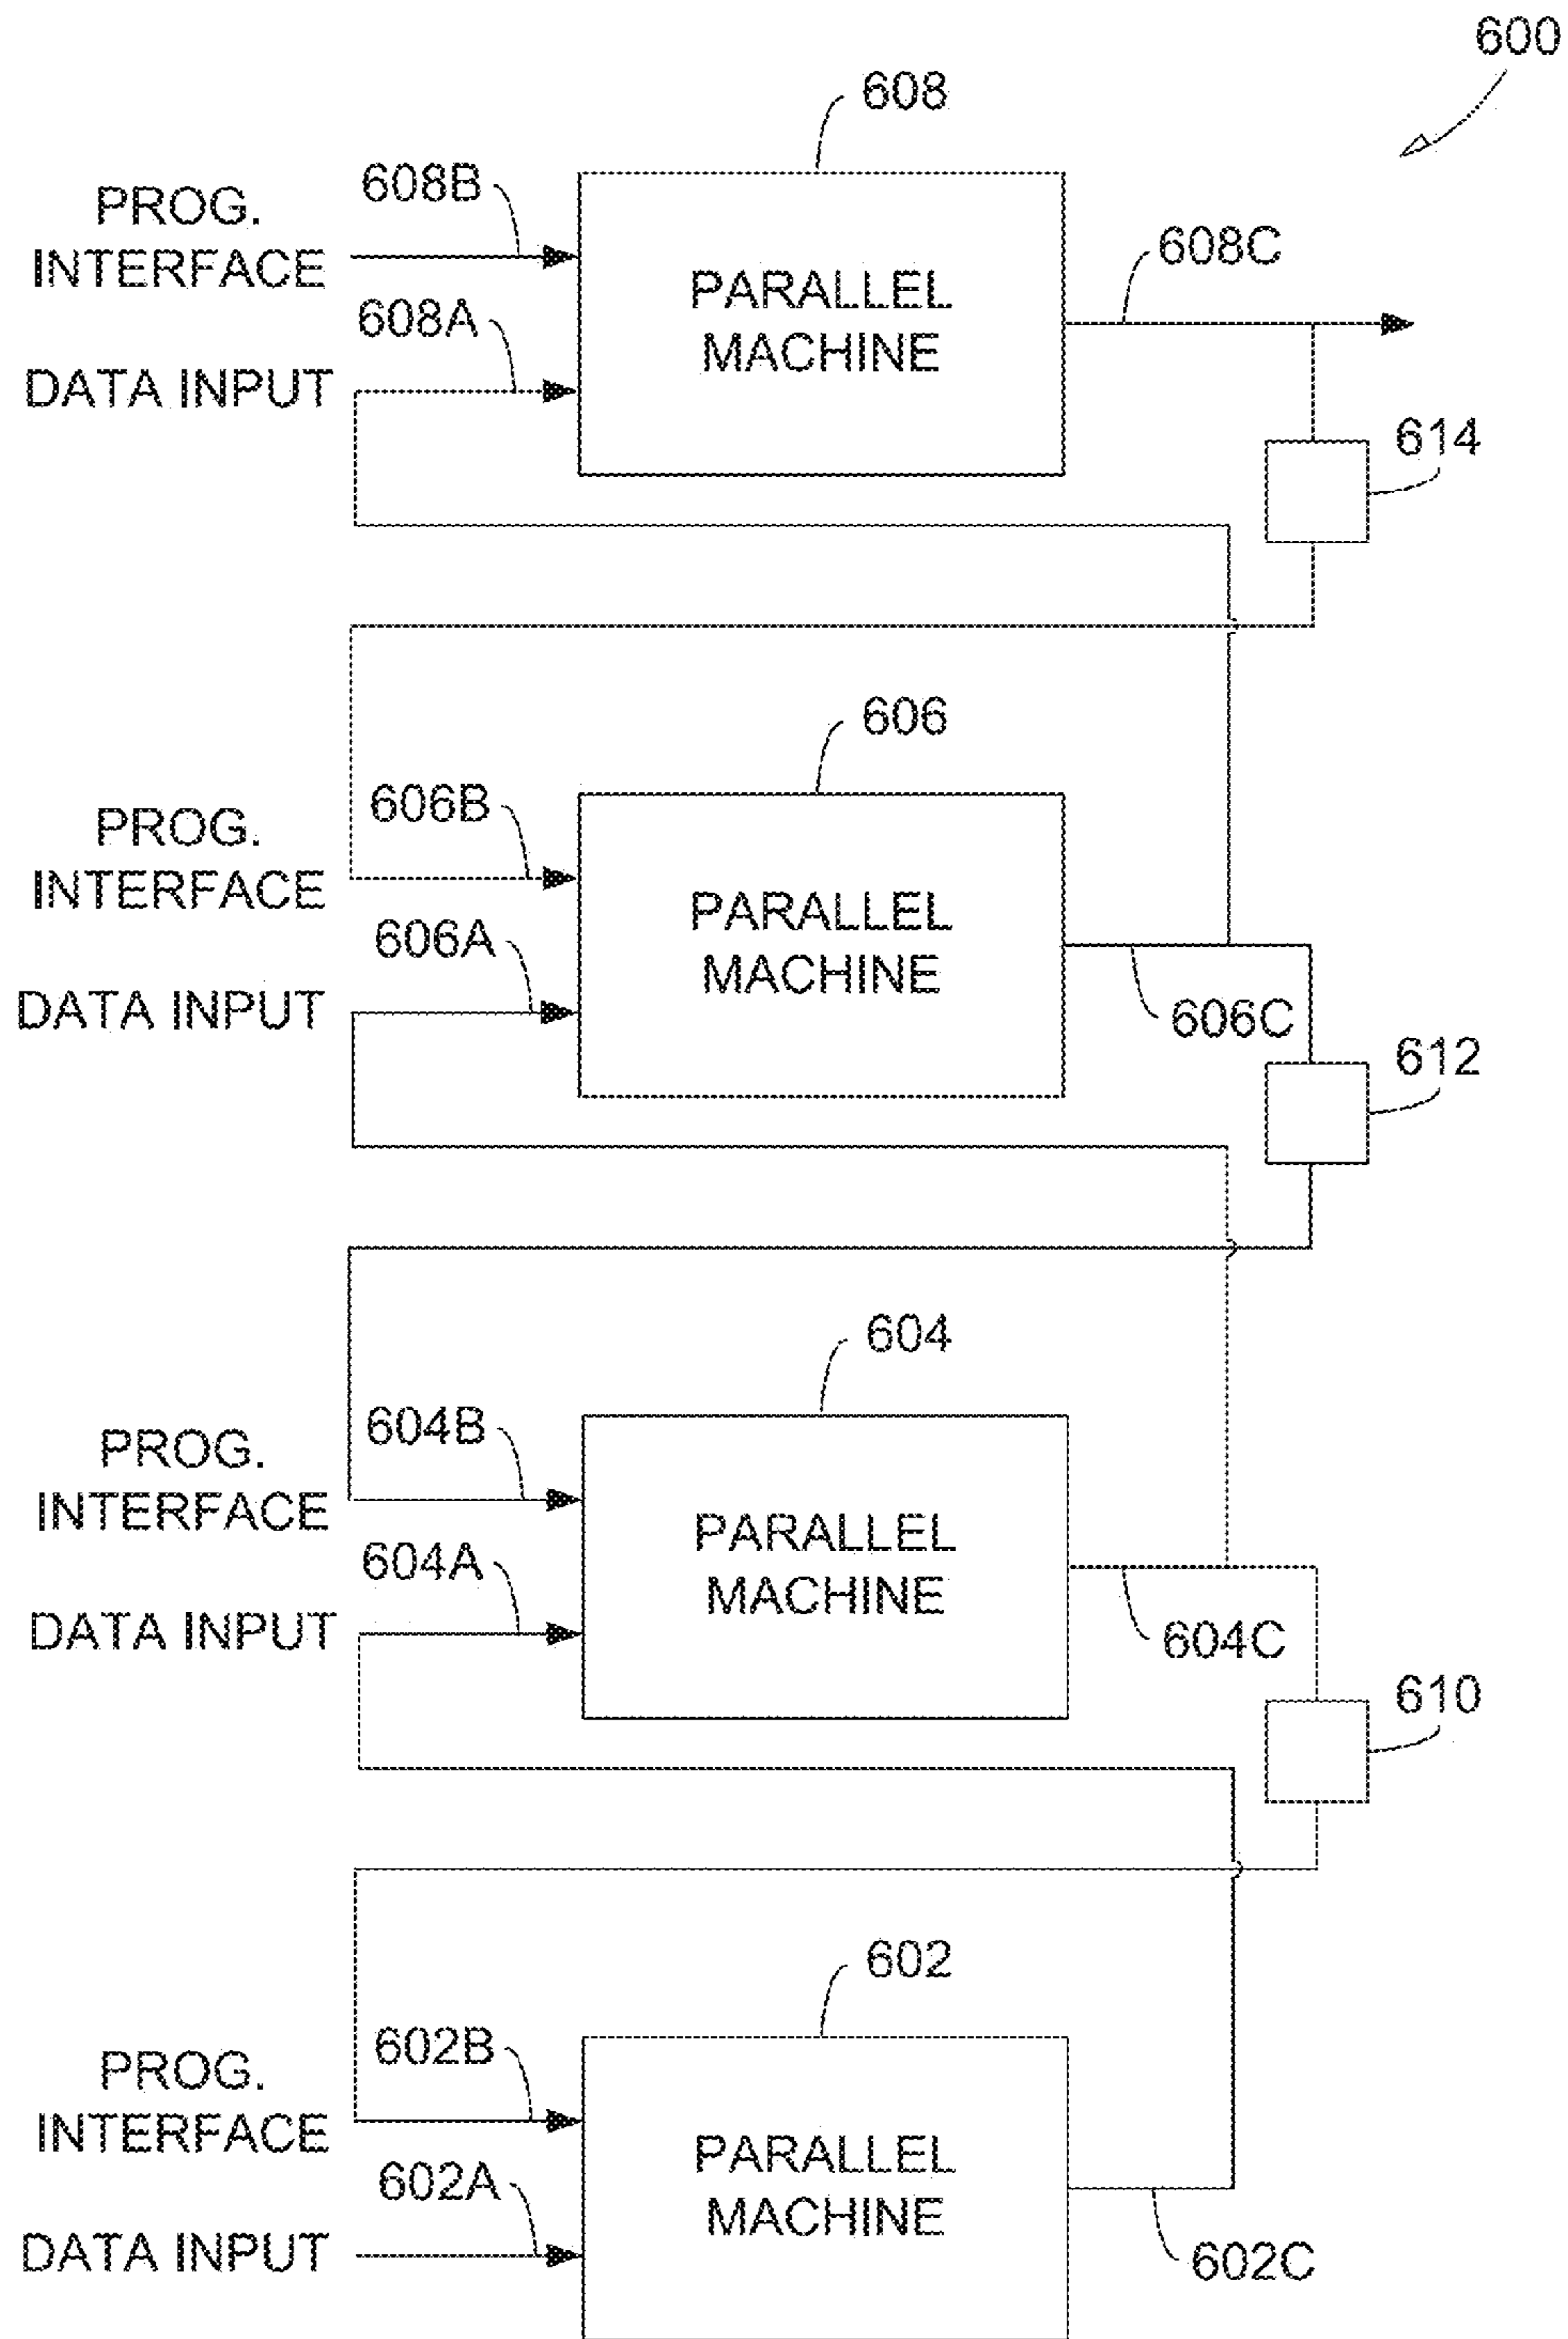 600
608
PROG.
INTERFACE
608B
608A
DATA INPUT
PARALLEL
MACHINE
608C
614
606
PROG.
INTERFACE
606B
606A
DATA INPUT
PARALLEL
MACHINE
606C
612
604
PROG.
INTERFACE
604B
604A
DATA INPUT
PARALLEL
MACHINE
604C
610
602
PROG.
INTERFACE
602B
602A
DATA INPUT
PARALLEL
MACHINE
602C